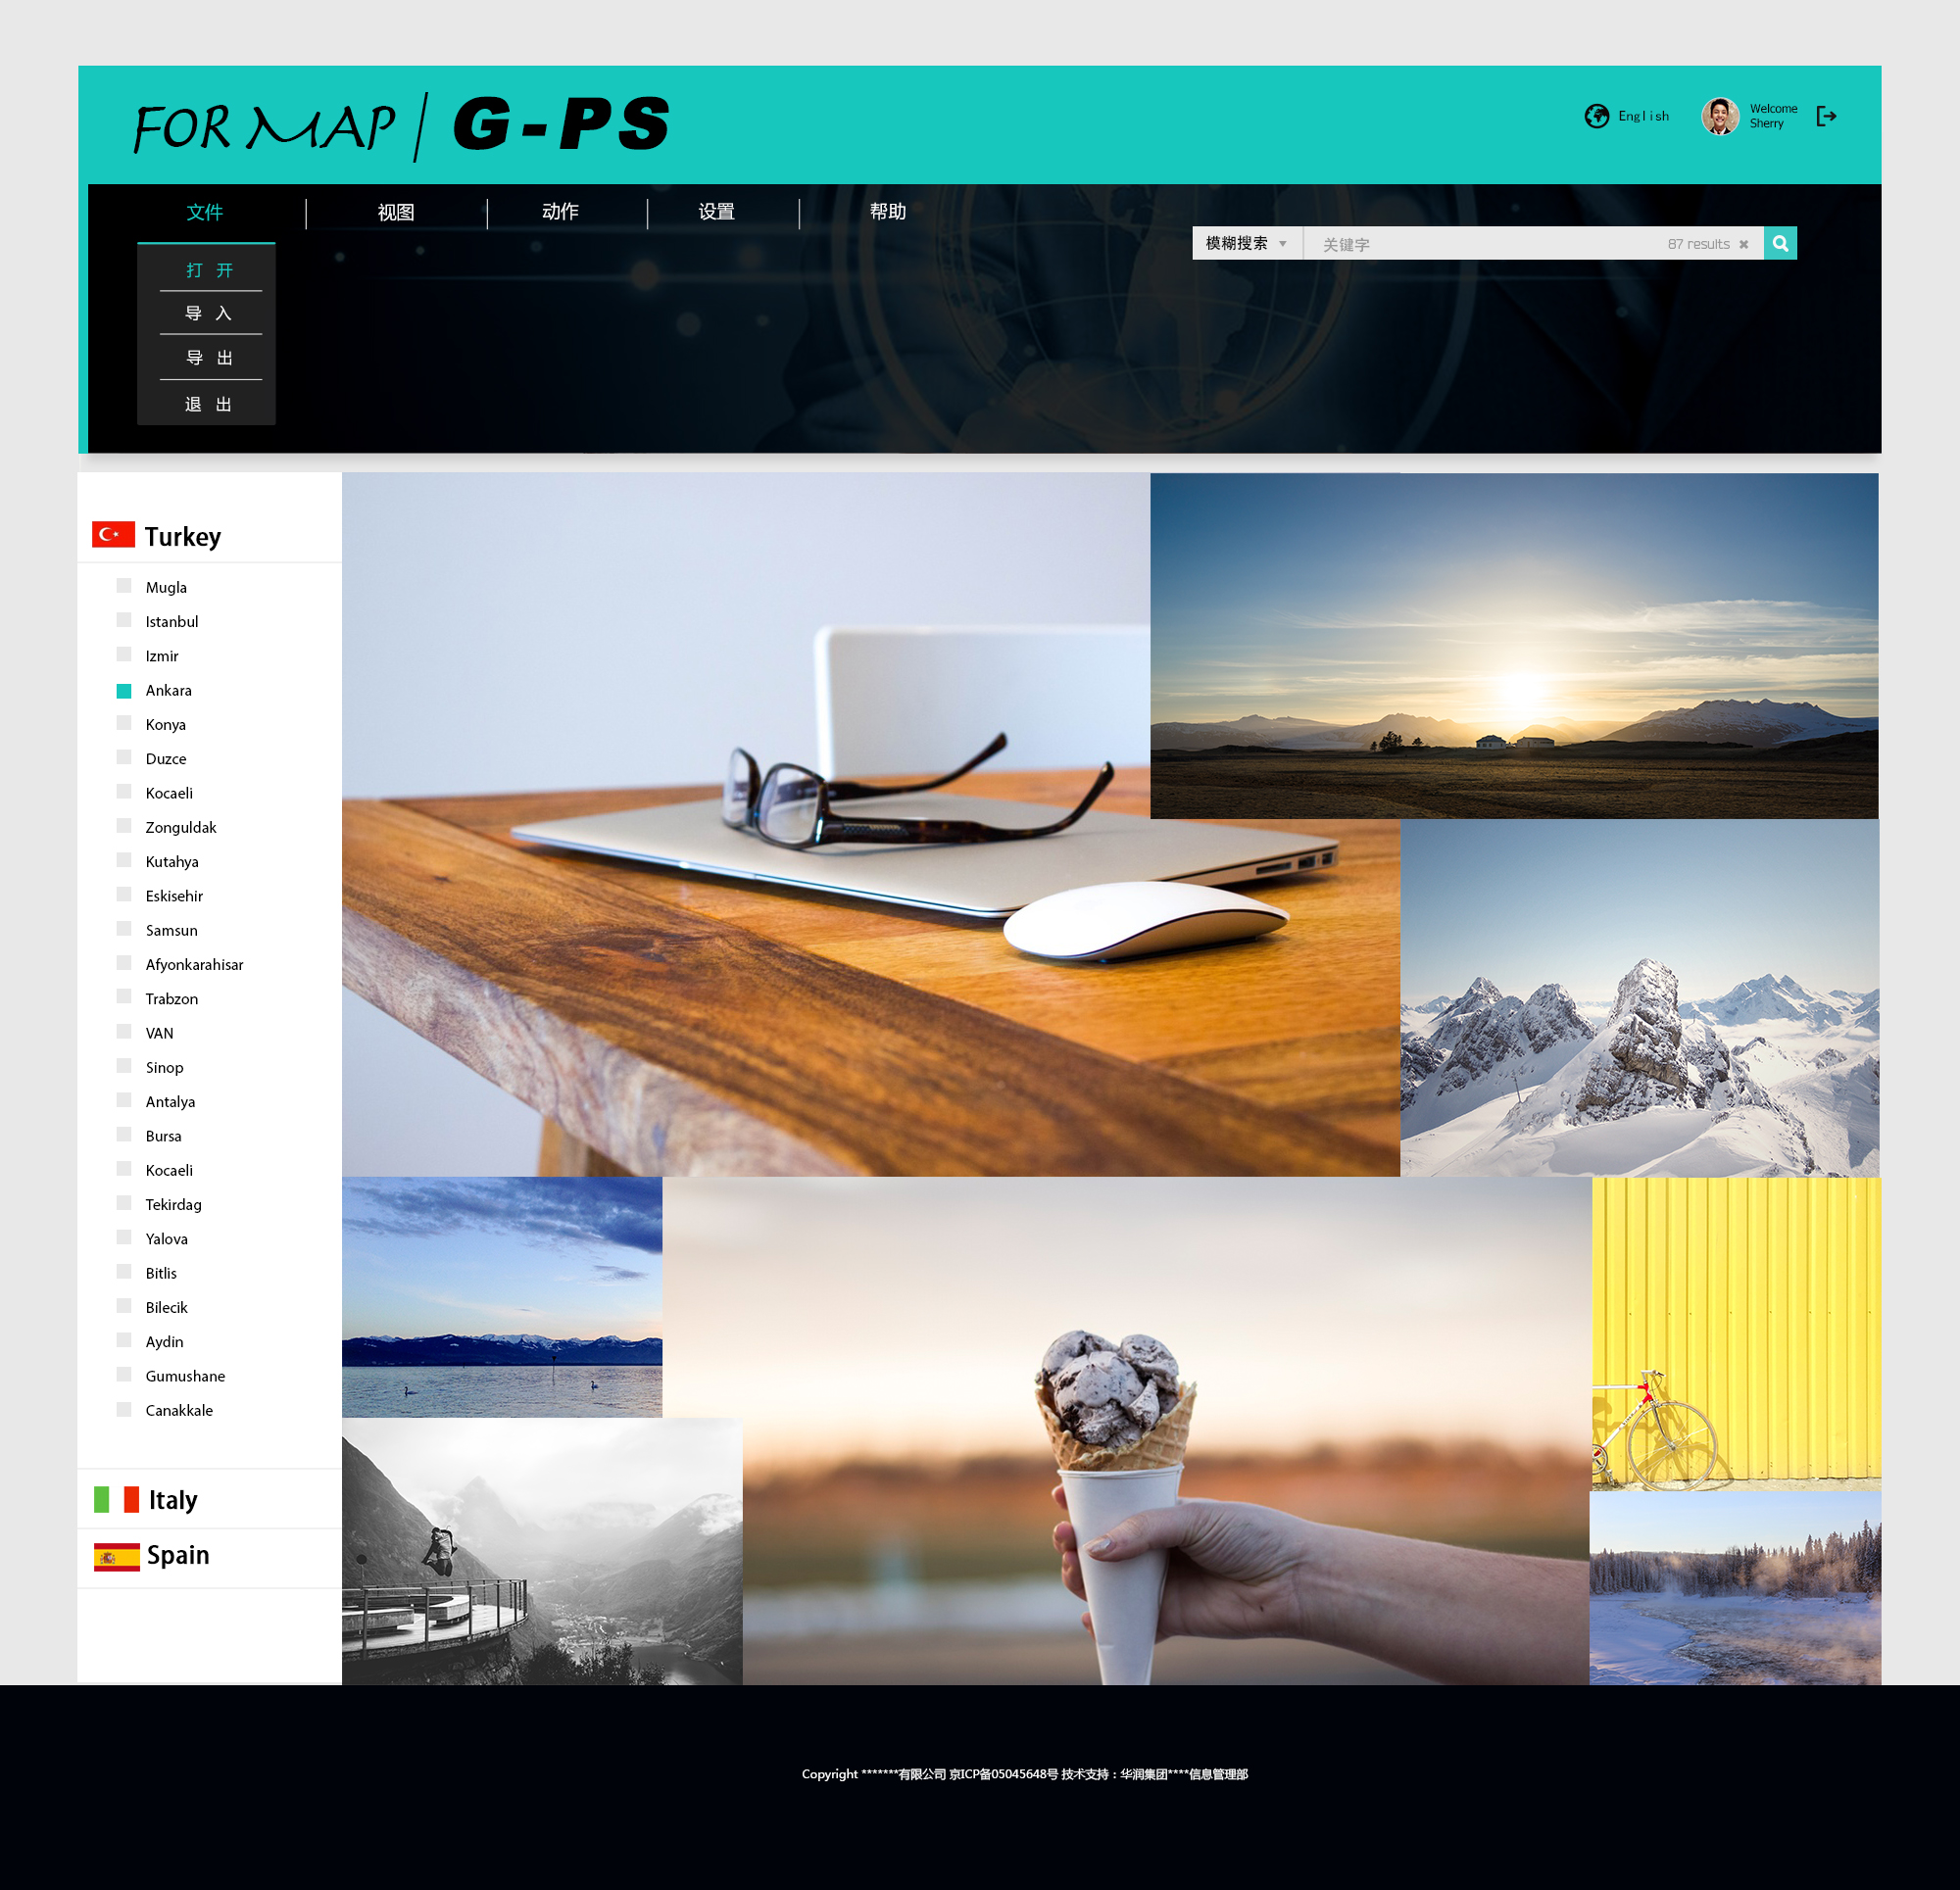 FOR MAP | G-PS
English
Welcome
Sherry
文件 视图 动作 设置 帮助
模糊搜索 关键字 87 results
打 开
导 入
导 出
退 出
Turkey
Mugla
Istanbul
Izmir
Ankara
Konya
Duzce
Kocaeli
Zonguldak
Kutahya
Eskisehir
Samsun
Afyonkarahisar
Trabzon
VAN
Sinop
Antalya
Bursa
Kocaeli
Tekirdag
Yalova
Bitlis
Bilecik
Aydin
Gumushane
Canakkale
Italy
Spain
Copyright *******有限公司 京ICP备05045648号 技术支持：华润集团****信息管理部